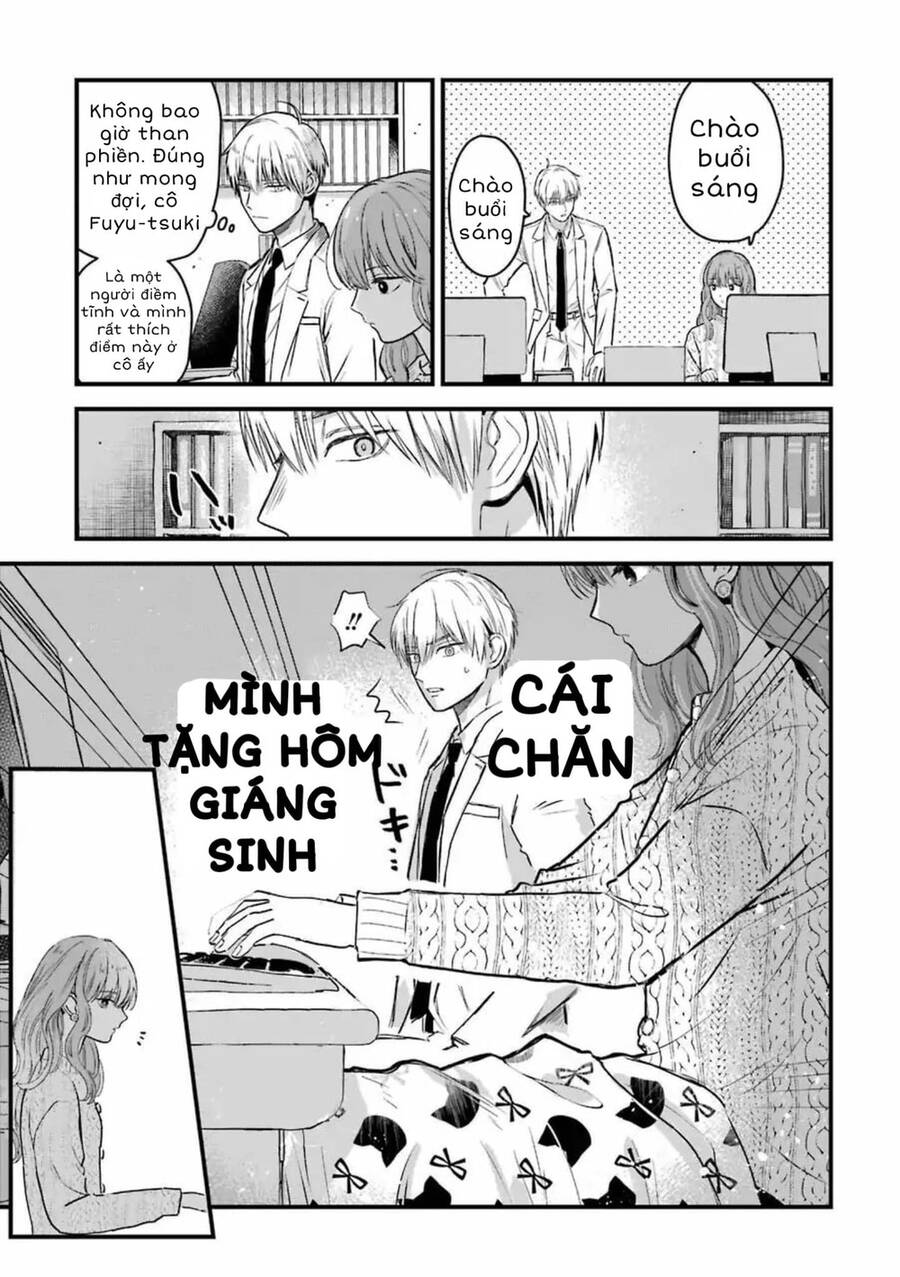 Chào
buổi
sáng
Chào
buổi
sáng
Không bao
giờ than
phiền. Đúng
như mong
đợi, cô
Fuyu-tsuki
Là một
người điềm
tĩnh và mình
rất thích
điểm này ở
cô ấy
!!
CÁI
CHĂN
MÌNH
TẶNG HÔM
GIÁNG
SINH
ドキ…